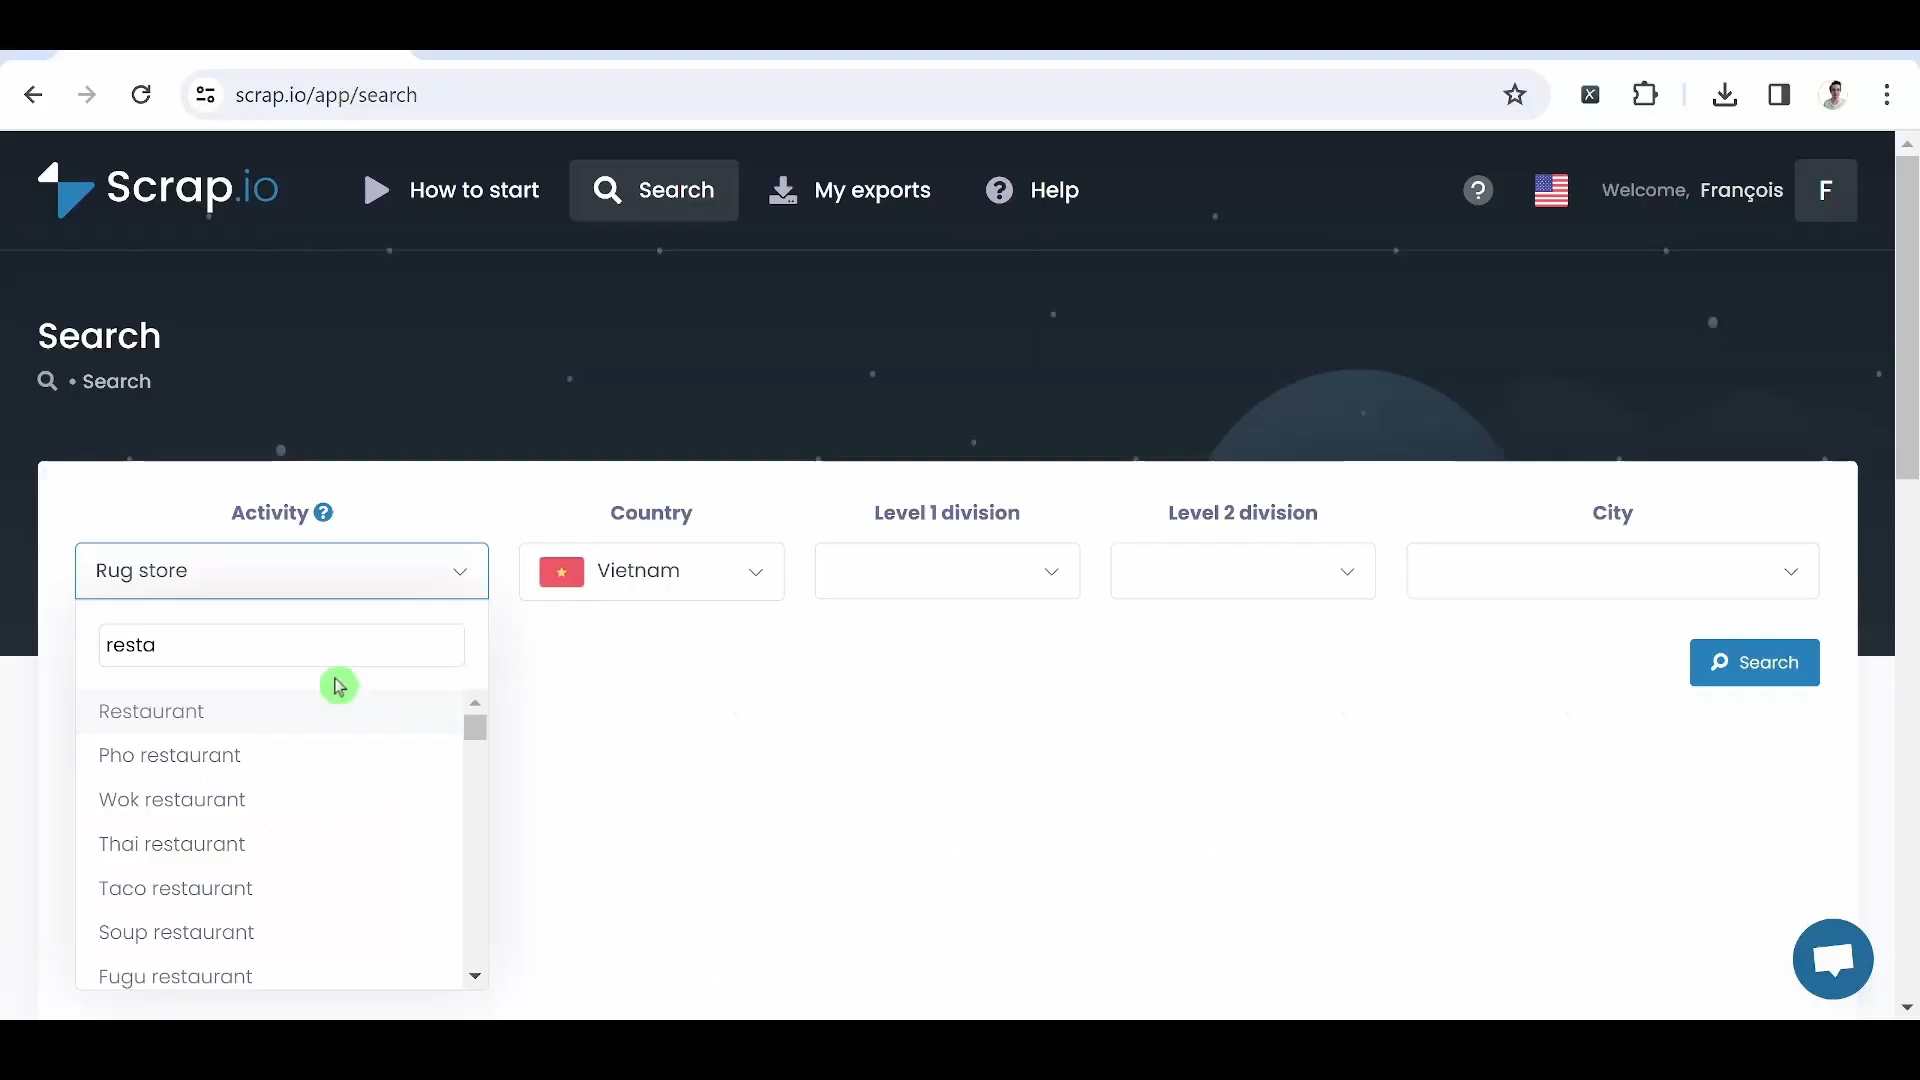 scrap.io/app/search
Scrap.io
How to start
Search
My exports
Help
Welcome, François
F
Search
• Search
Activity
Country
Level 1 division
Level 2 division
City
Rug store
Vietnam
resta
Search
Restaurant
Pho restaurant
Wok restaurant
Thai restaurant
Taco restaurant
Soup restaurant
Fugu restaurant